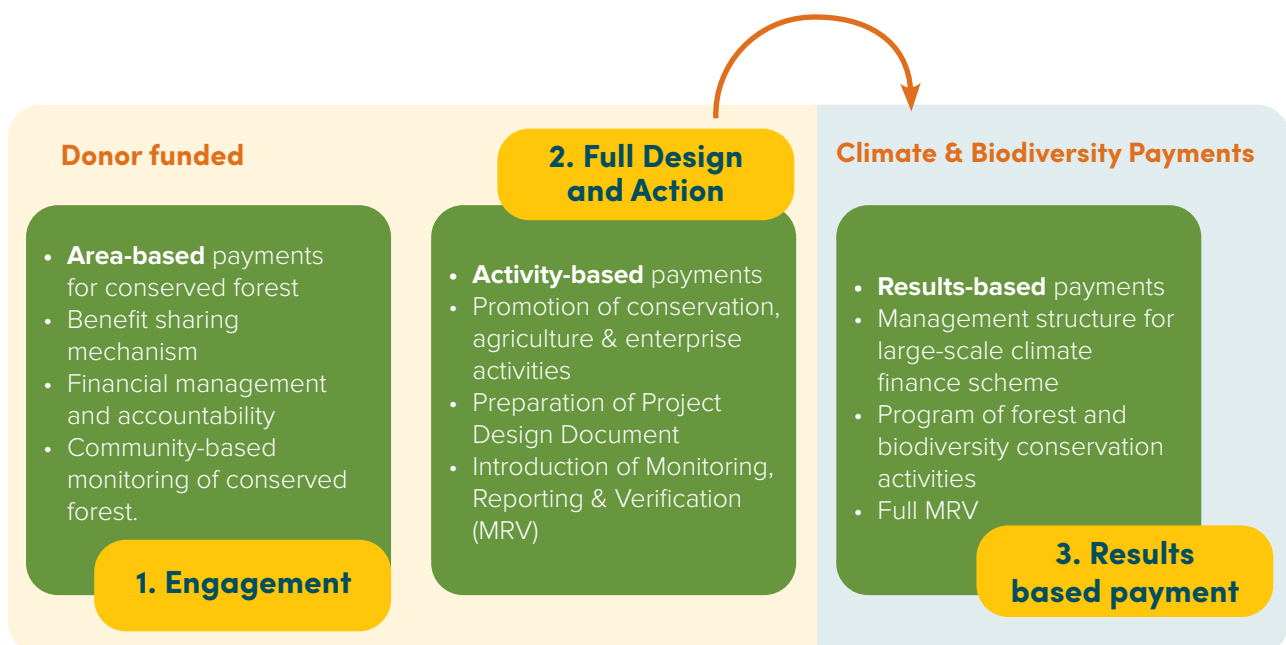 Donor funded
• Area-based payments
for conserved forest
• Benefit sharing
mechanism
• Financial management
and accountability
• Community-based
monitoring of conserved
forest.
1. Engagement
2. Full Design
and Action
• Activity-based payments
• Promotion of conservation,
agriculture & enterprise
activities
• Preparation of Project
Design Document
• Introduction of Monitoring,
Reporting & Verification
(MRV)
Climate & Biodiversity Payments
• Results-based payments
• Management structure for
large-scale climate
finance scheme
• Program of forest and
biodiversity conservation
activities
• Full MRV
3. Results
based payment